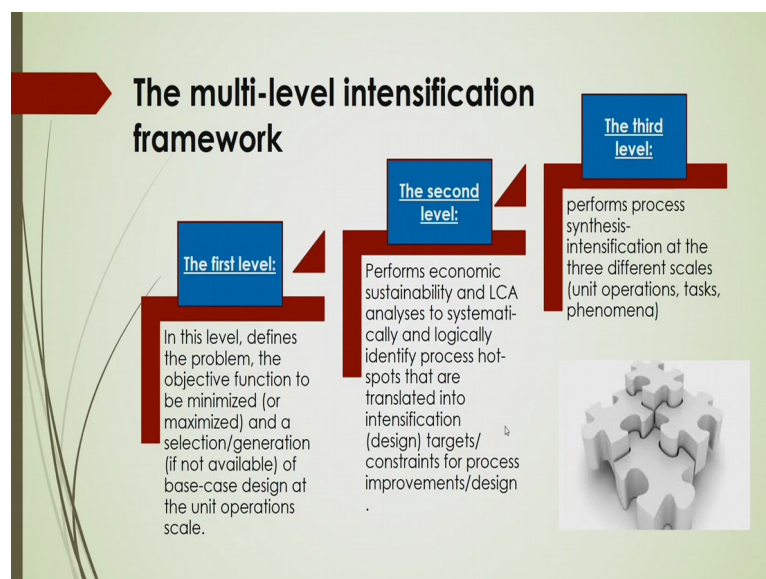 The multi-level intensification
framework
The first level:
In this level, defines
the problem, the
objective function to
be minimized (or
maximized) and a
selection/generation
(if not available) of
base-case design at
the unit operations
scale.
The second
level:
Performs economic
sustainability and LCA
analyses to systemati-
cally and logically
identify process hot-
spots that are
translated into
intensification
(design) targets/
constraints for process
improvements/design
.
The third
level:
performs process
synthesis-
intensification at the
three different scales
(unit operations, tasks,
phenomena)